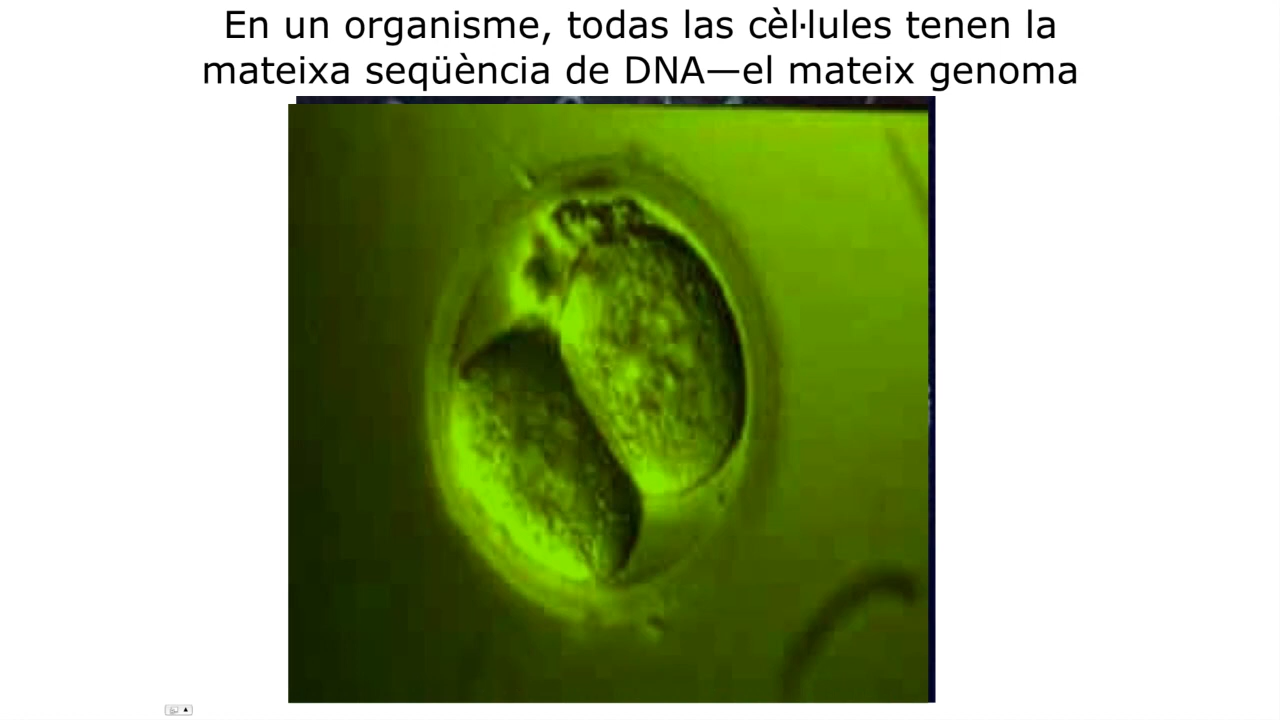 En un organisme, todas las cèl·lules tenen la
mateixa seqüència de DNA—el mateix genoma